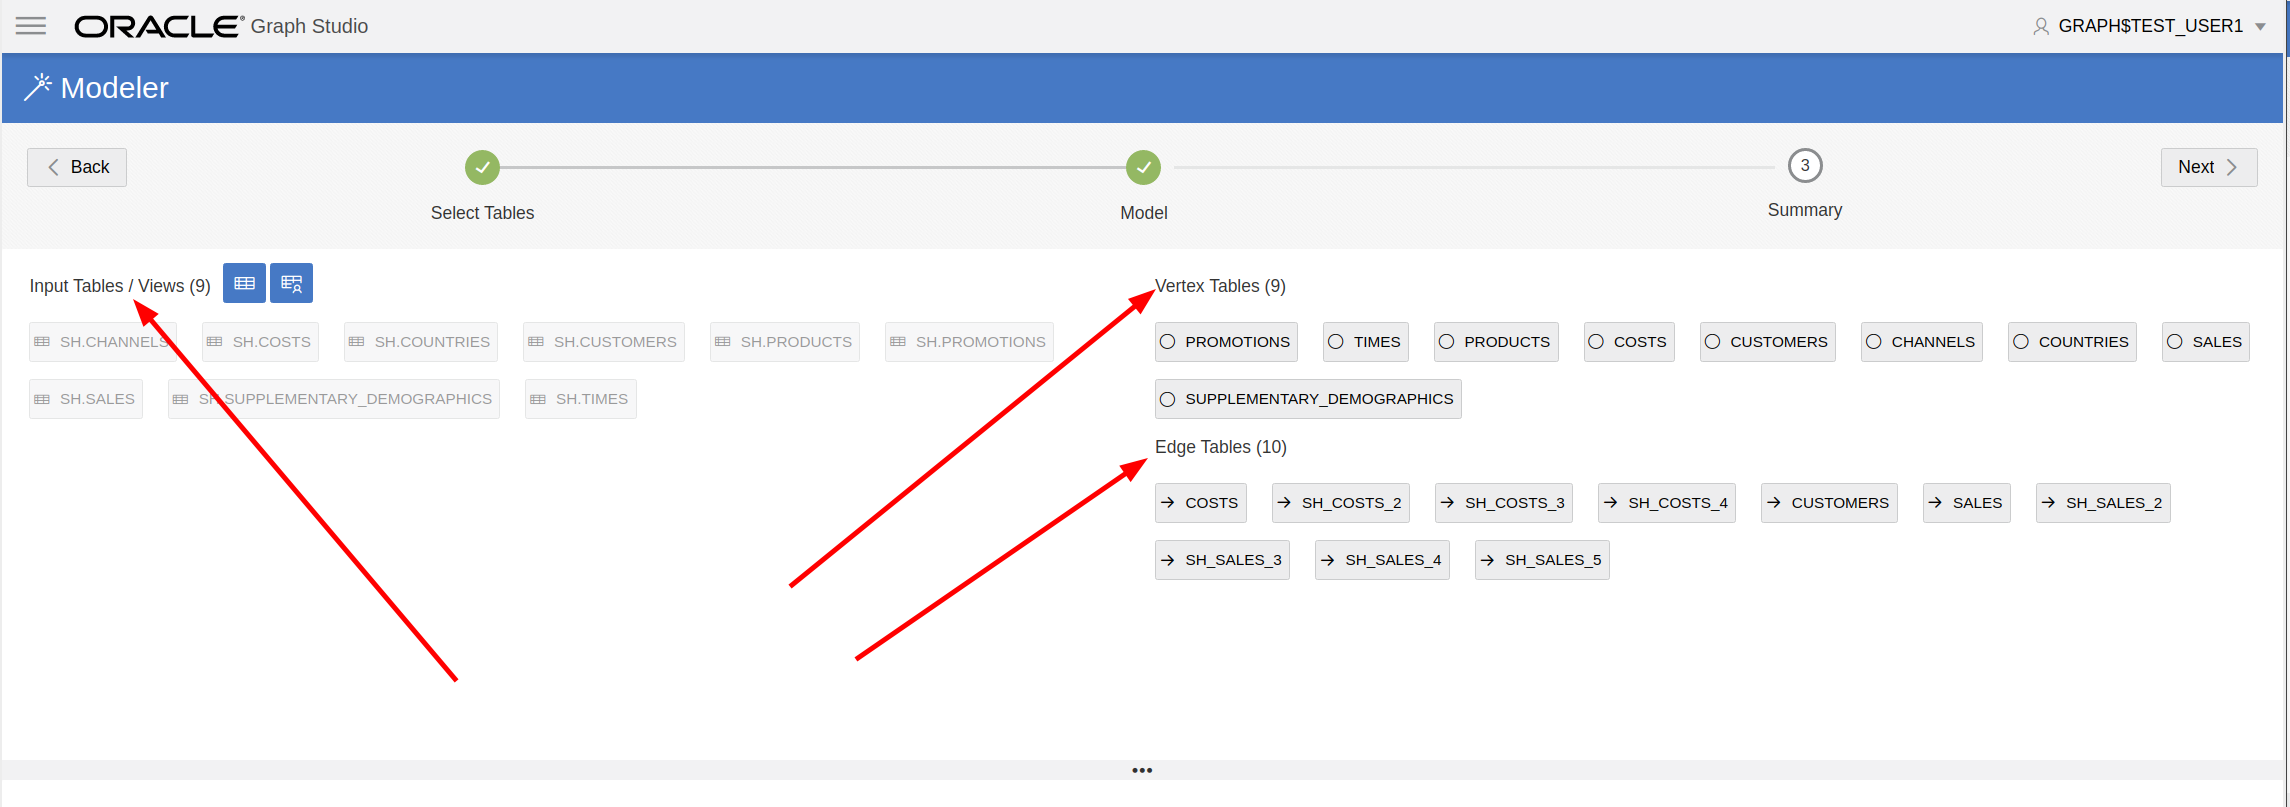 ORACLE® Graph Studio
GRAPH$TEST_USER1
Modeler
Back
Next
3
Select Tables
Model
Summary
Input Tables / Views (9)
SH.CHANNELS
SH.COSTS
SH.COUNTRIES
SH.CUSTOMERS
SH.PRODUCTS
SH.PROMOTIONS
SH.SALES
SH.SUPPLEMENTARY_DEMOGRAPHICS
SH.TIMES
Vertex Tables (9)
PROMOTIONS
TIMES
PRODUCTS
COSTS
CUSTOMERS
CHANNELS
COUNTRIES
SALES
SUPPLEMENTARY_DEMOGRAPHICS
Edge Tables (10)
COSTS
SH_COSTS_2
SH_COSTS_3
SH_COSTS_4
CUSTOMERS
SALES
SH_SALES_2
SH_SALES_3
SH_SALES_4
SH_SALES_5